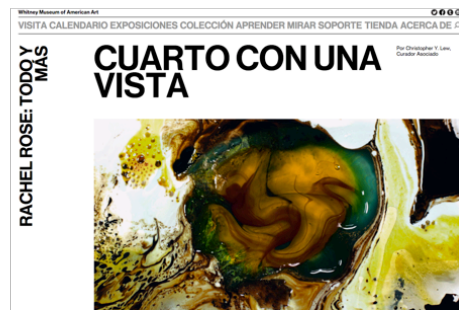 Whitney Museum of American Art
VISITA CALENDARIO EXPOSICIONES COLECCIÓN APRENDER MIRAR SOPORTE TIENDA ACERCA DE
RACHEL ROSE: TODO Y
MÁS
CUARTO CON UNA
VISTA
Por Christopher Y. Lew,
Curador Asociado